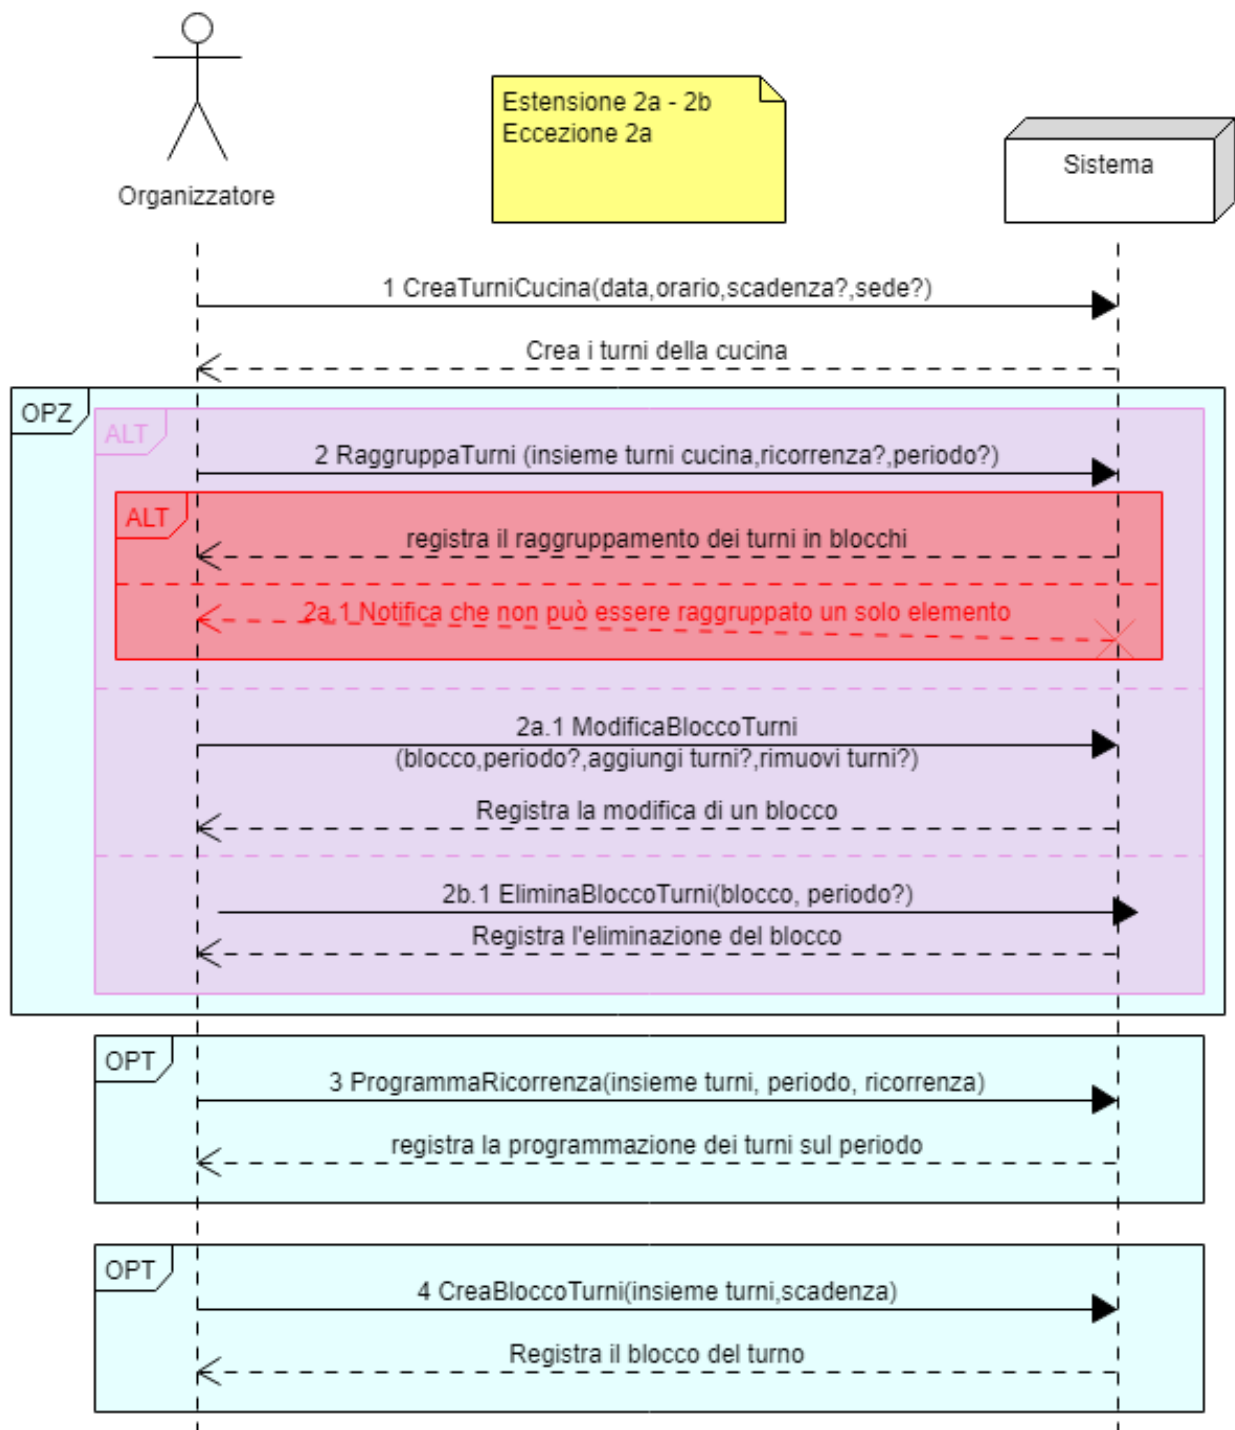 Estensione 2a - 2b
Eccezione 2a
Sistema
Organizzatore
1 CreaTurniCucina(data,orario,scadenza?,sede?)
Crea i turni della cucina
OPZ
ALT
2 RaggruppaTurni (insieme turni cucina,ricorrenza?,periodo?)
ALT
registra il raggruppamento dei turni in blocchi
2a.1 Notifica che non può essere raggruppato un solo elemento
2a.1 ModificaBloccoTurni
(blocco,periodo?,aggiungi turni?,rimuovi turni?)
Registra la modifica di un blocco
2b.1 EliminaBloccoTurni(blocco, periodo?)
Registra l'eliminazione del blocco
OPT
3 ProgrammaRicorrenza(insieme turni, periodo, ricorrenza)
registra la programmazione dei turni sul periodo
OPT
4 CreaBloccoTurni(insieme turni,scadenza)
Registra il blocco del turno